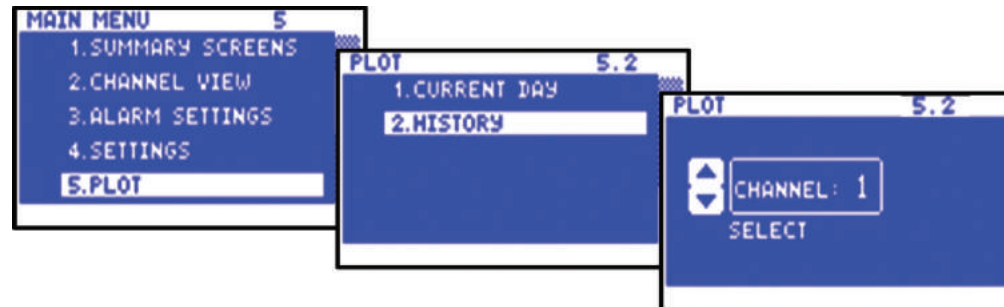 MAIN MENU 5
1.SUMMARY SCREENS
2.CHANNEL VIEW
3.ALARM SETTINGS
4.SETTINGS
5.PLOT
PLOT 5.2
1.CURRENT DAY
2.HISTORY
PLOT 5.2
CHANNEL: 1
SELECT